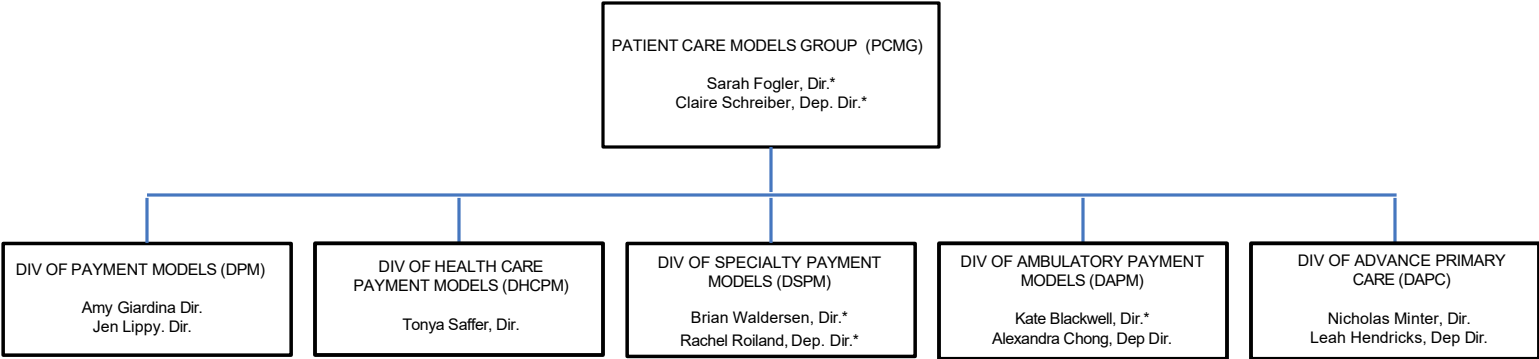 PATIENT CARE MODELS GROUP (PCMG)
Sarah Fogler, Dir.*
Claire Schreiber, Dep. Dir.*
DIV OF PAYMENT MODELS (DPM)
Amy Giardina Dir.
Jen Lippy. Dir.
DIV OF HEALTH CARE
PAYMENT MODELS (DHCPM)
Tonya Saffer, Dir.
DIV OF SPECIALTY PAYMENT
MODELS (DSPM)
Brian Waldersen, Dir.*
Rachel Roiland, Dep. Dir.*
DIV OF AMBULATORY PAYMENT
MODELS (DAPM)
Kate Blackwell, Dir.*
Alexandra Chong, Dep Dir.
DIV OF ADVANCE PRIMARY
CARE (DAPC)
Nicholas Minter, Dir.
Leah Hendricks, Dep Dir.